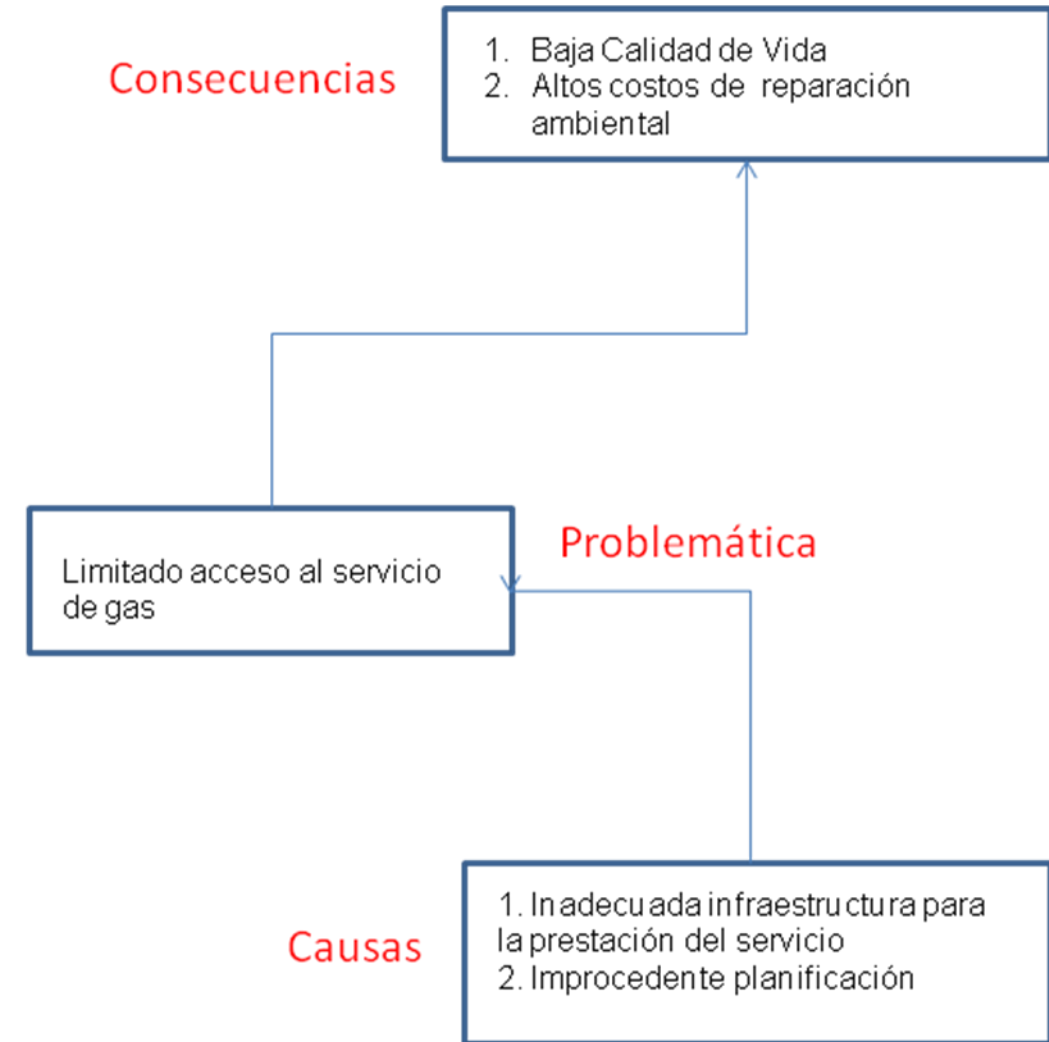 Consecuencias
1. Baja Calidad de Vida
2. Altos costos de reparación
ambiental
Limitado acceso al servicio
de gas
Problemática
Causas
1. Inadecuada infraestructura para
la prestación del servicio
2. Improcedente planificación